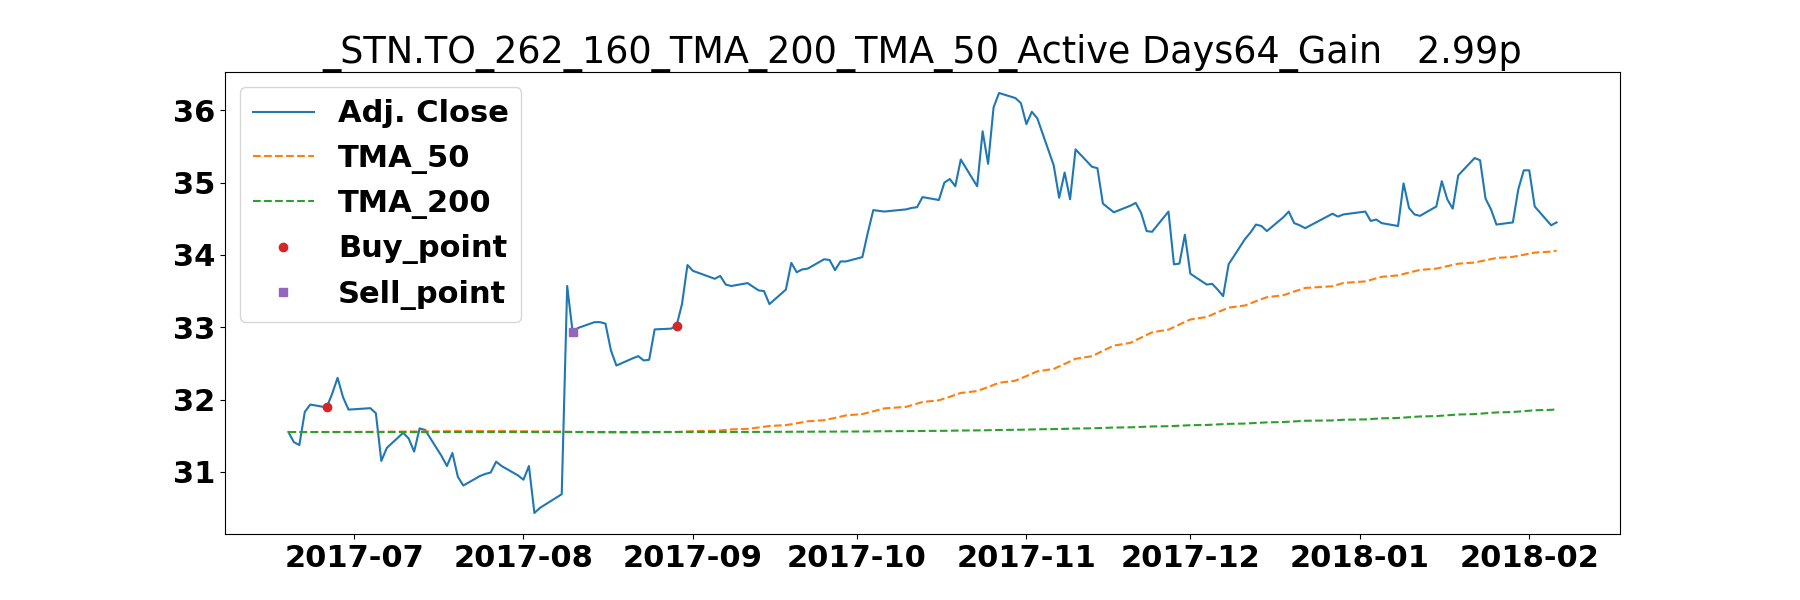 _STN.TO_262_160_TMA_200_TMA_50_Active Days64_Gain   2.99p
Adj. Close
TMA_50
TMA_200
Buy_point
Sell_point
36
35
34
33
32
31
2017-07 2017-08 2017-09 2017-10 2017-11 2017-12 2018-01 2018-02